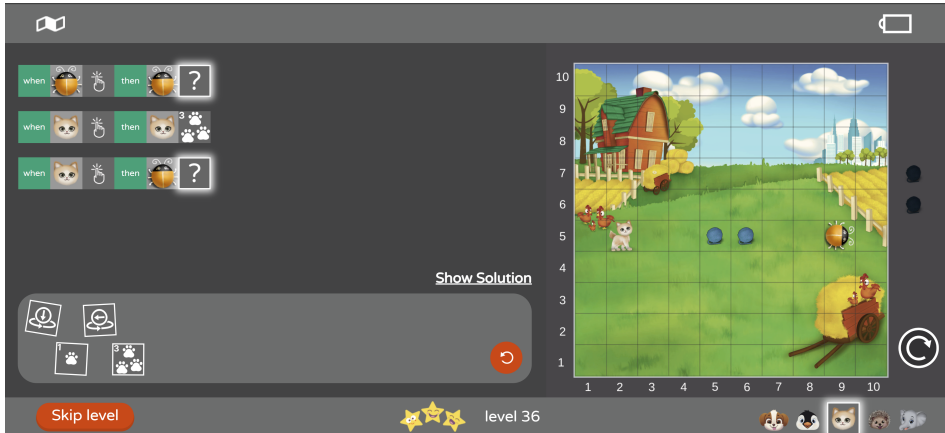 when then ?
when then 3
when then ?
Show Solution
1 3
10
9
8
7
6
5
4
3
2
1
1 2 3 4 5 6 7 8 9 10
Skip level
level 36